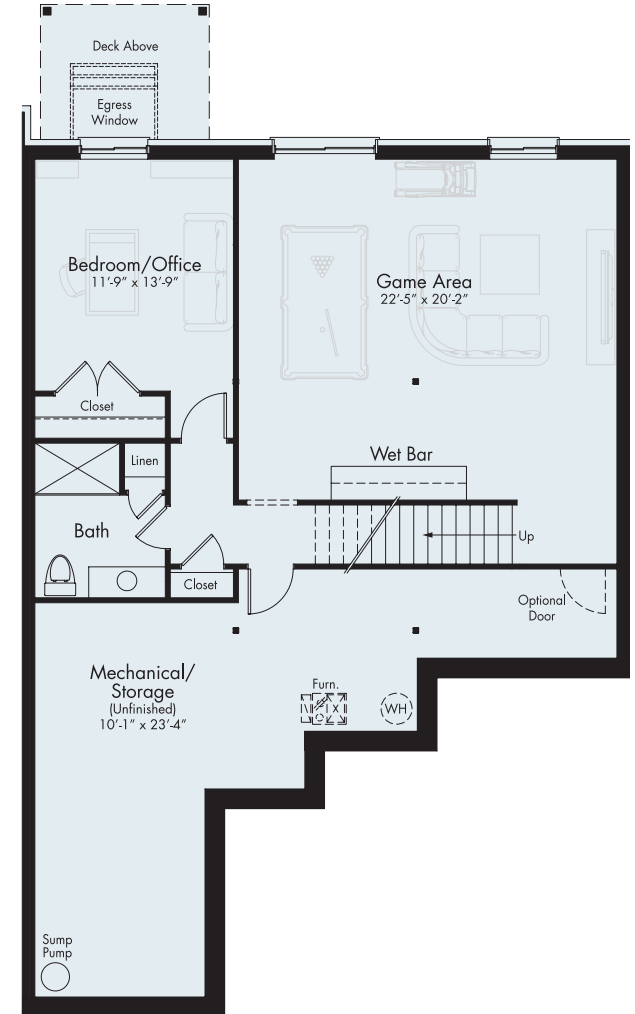 Deck Above
Egress
Window
Bedroom/Office
11’-9” x 13’-9”
Game Area
22’-5” x 20’-2”
Closet
Wet Bar
Linen
Bath
Up
Closet
Optional
Door
Mechanical/
Storage
(Unfinished)
10’-1” x 23’-4”
Furn.
WH
Sump
Pump